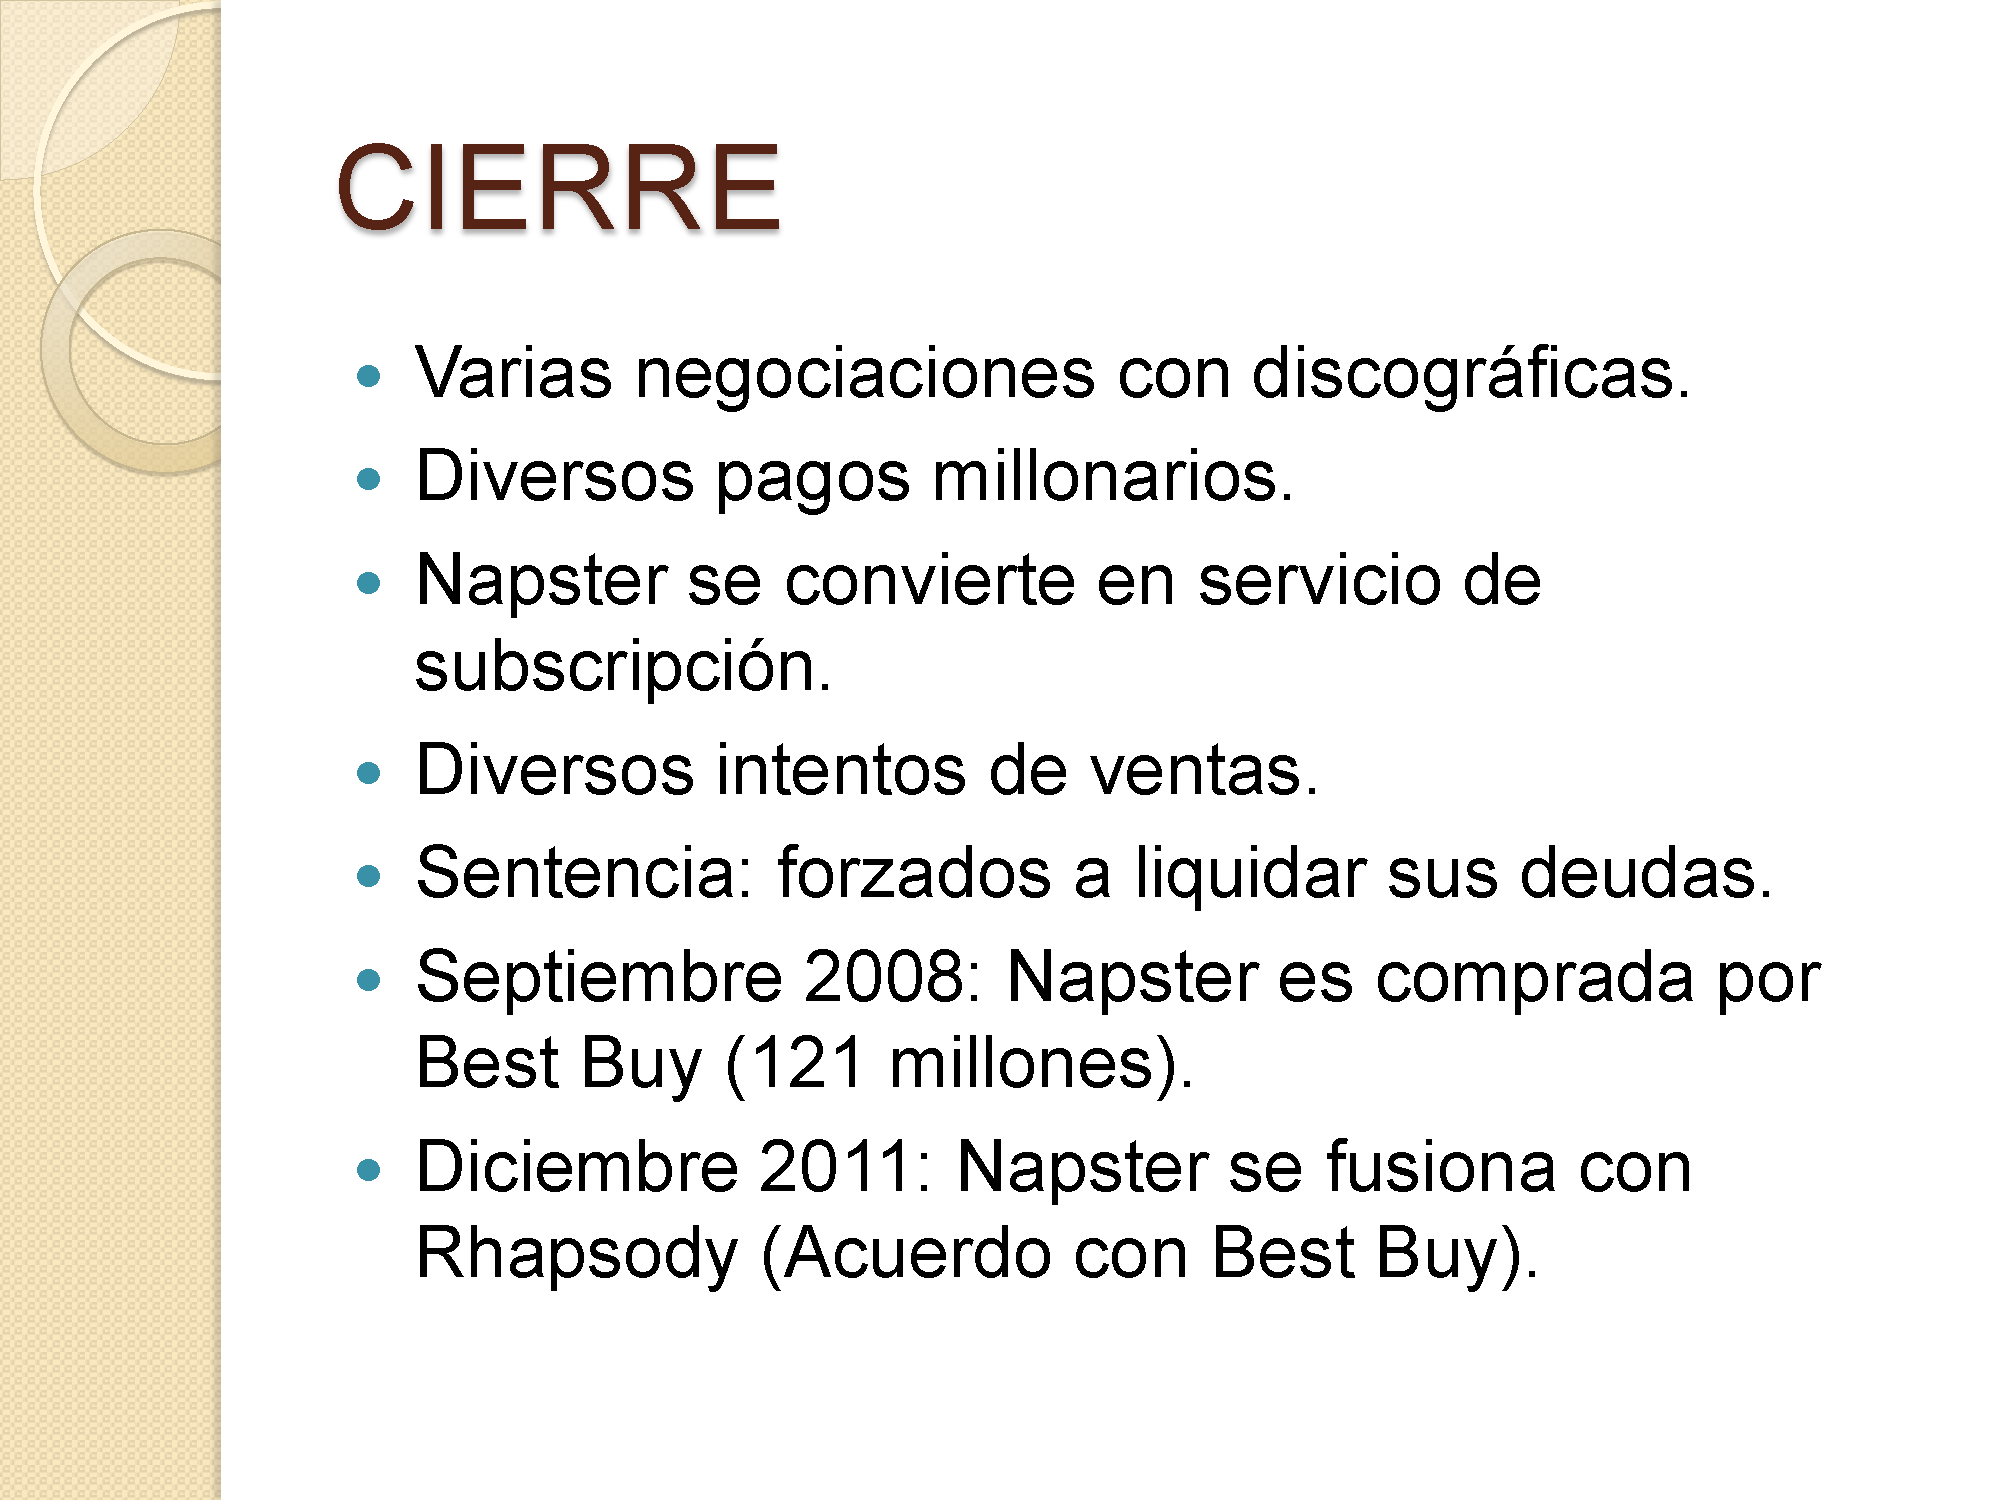 CIERRE
• Varias negociaciones con discográficas.
• Diversos pagos millonarios.
• Napster se convierte en servicio de
subscripción.
• Diversos intentos de ventas.
• Sentencia: forzados a liquidar sus deudas.
• Septiembre 2008: Napster es comprada por
Best Buy (121 millones).
• Diciembre 2011: Napster se fusiona con
Rhapsody (Acuerdo con Best Buy).